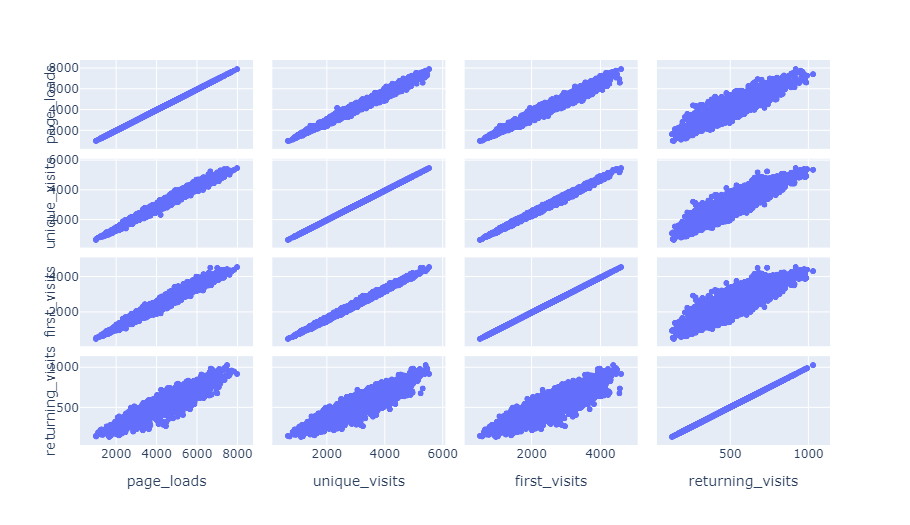 page_loads
8000
6000
4000
2000
unique_visits
6000
4000
2000
first_visits
4000
2000
returning_visits
1000
500
2000 4000 6000 8000 2000 4000 6000 2000 4000 500 1000
page_loads unique_visits first_visits returning_visits